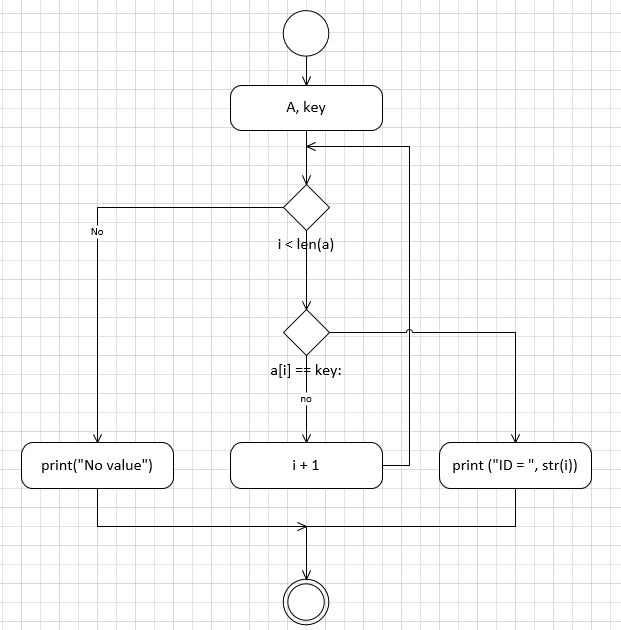 A, key
No
i < len(a)
a[i] == key:
no
print("No value")
i + 1
print ("ID = ", str(i))